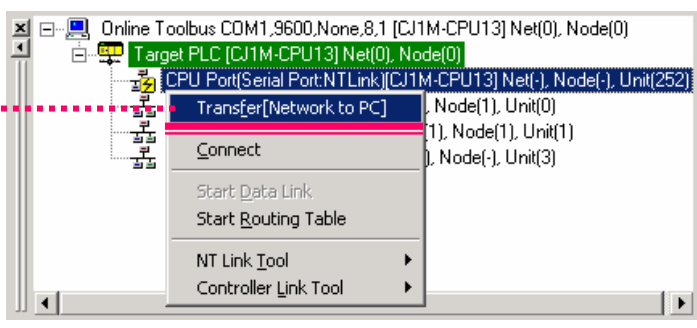 Online Toolbus COM1,9600,None,8,1 [CJ1M-CPU13] Net(0), Node(0)
Target PLC [CJ1M-CPU13] Net(0), Node(0)
CPU Port(Serial Port:NTLink)[CJ1M-CPU13] Net(-), Node(-), Unit(252)
Transfer[Network to PC]
, Node(1), Unit(0)
1), Node(1), Unit(1)
), Node(-), Unit(3)
Connect
Start Data Link
Start Routing Table
NT Link Tool
Controller Link Tool